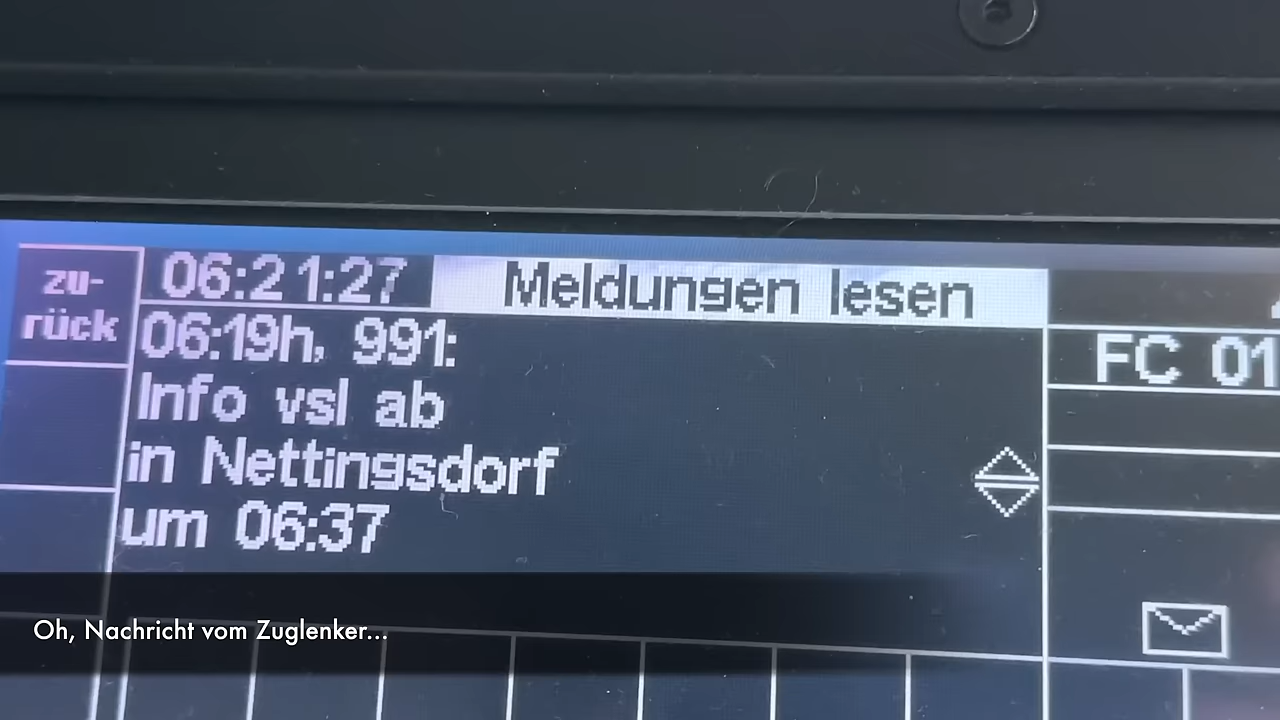 zu-
rück
06:21:27
Meldungen lesen
06:19h, 991:
Info vsl ab
in Nettingsdorf
um 06:37
FC 01
Oh, Nachricht vom Zuglenker...